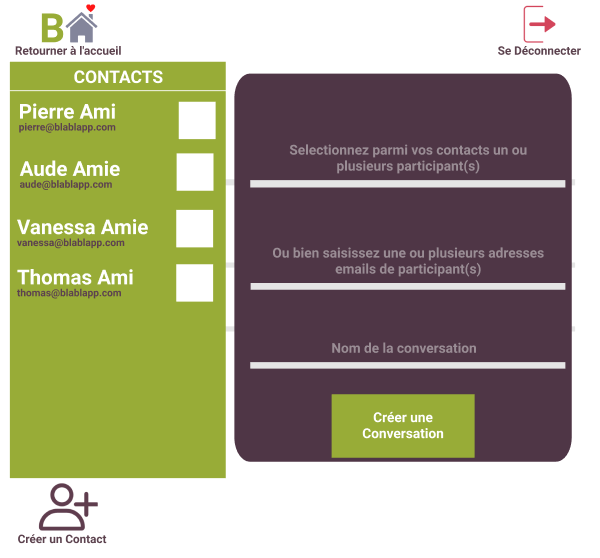 B
Retourner à l'accueil
Se Déconnecter
CONTACTS
Pierre Ami
pierre@blablapp.com
Aude Amie
aude@blablapp.com
Vanessa Amie
vanessa@blablapp.com
Thomas Ami
thomas@blablapp.com
Selectionnez parmi vos contacts un ou
plusieurs participant(s)
Ou bien saisissez une ou plusieurs adresses
emails de participant(s)
Nom de la conversation
Créer une
Conversation
Créer un Contact